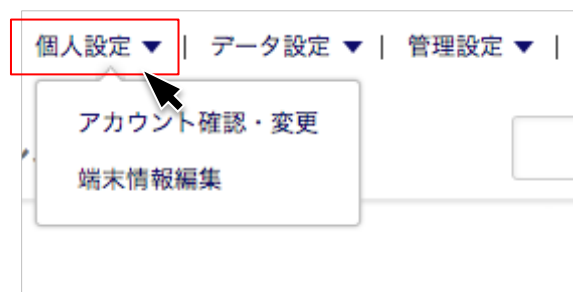 個人設定 ▼ | データ設定 ▼ | 管理設定 ▼ |
アカウント確認・変更
端末情報編集